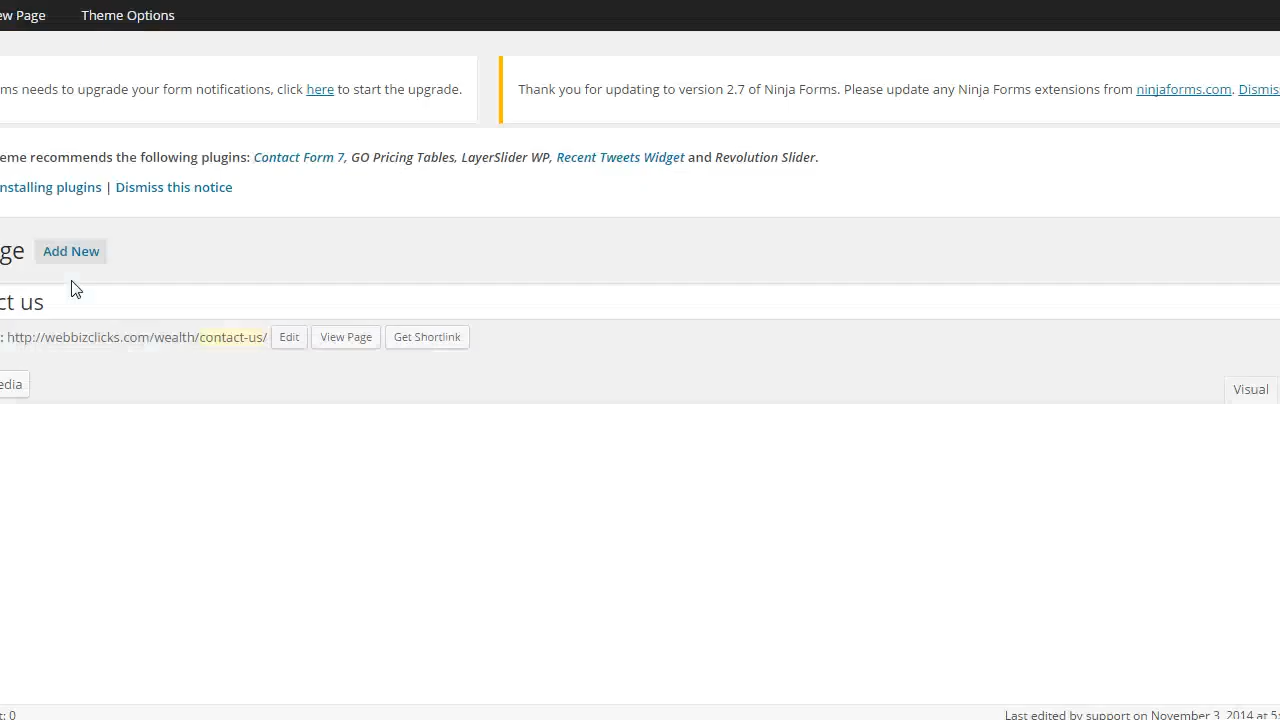 ew Page Theme Options
ms needs to upgrade your form notifications, click here to start the upgrade.
Thank you for updating to version 2.7 of Ninja Forms. Please update any Ninja Forms extensions from ninjaforms.com. Dismis
eme recommends the following plugins: Contact Form 7, GO Pricing Tables, LayerSlider WP, Recent Tweets Widget and Revolution Slider.
nstalling plugins | Dismiss this notice
ge Add New
ct us
: http://webbizclicks.com/wealth/contact-us/ Edit View Page Get Shortlink
edia
Visual
t: 0
Last edited by support on November 3, 2014 at 5: